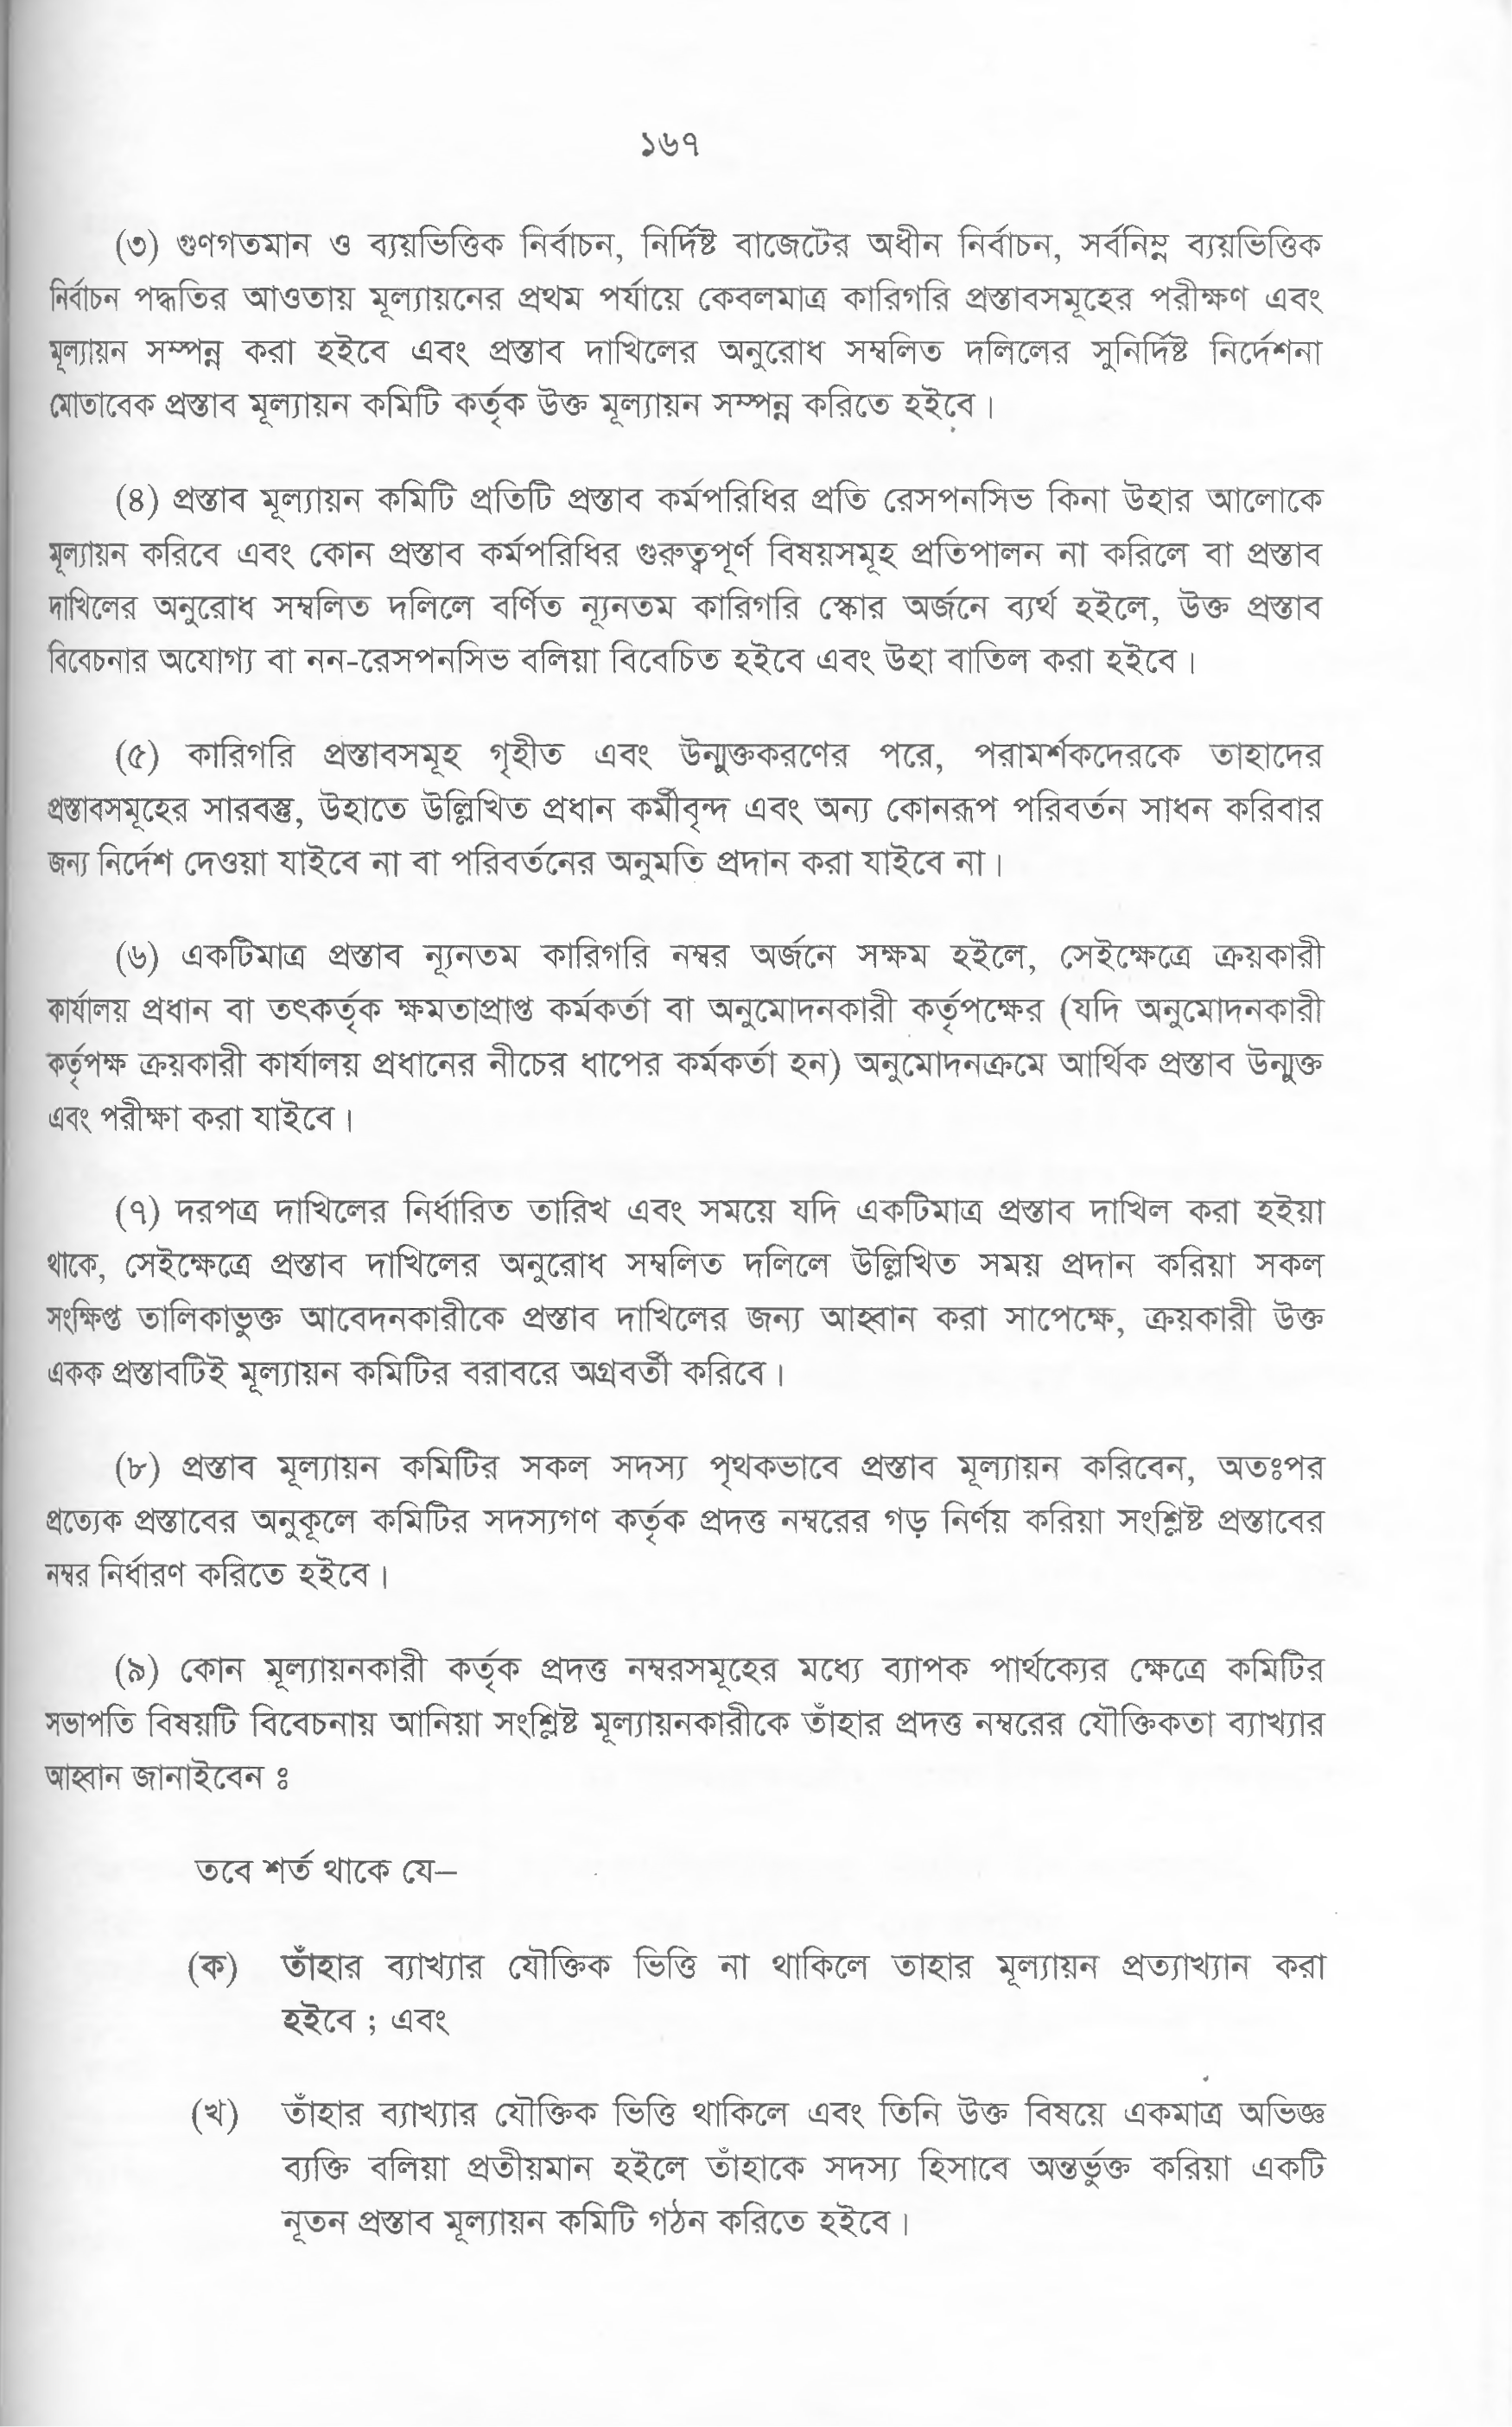 ১৬৭
(৩) গুণগতমান ও ব্যয়ভিত্তিক নির্বাচন, নির্দিষ্ট বাজেটের অধীন নির্বাচন, সর্বনিম্ন ব্যয়ভিত্তিক
নির্বাচন পদ্ধতির আওতায় মূল্যায়নের প্রথম পর্যায়ে কেবলমাত্র কারিগরি প্রস্তাবসমূহের পরীক্ষণ এবং
মূল্যায়ন সম্পন্ন করা হইবে এবং প্রস্তাব দাখিলের অনুরোধ সম্বলিত দলিলের সুনির্দিষ্ট নির্দেশনা
মোতাবেক প্রস্তাব মূল্যায়ন কমিটি কর্তৃক উক্ত মূল্যায়ন সম্পন্ন করিতে হইবে।
(৪) প্রস্তাব মূল্যায়ন কমিটি প্রতিটি প্রস্তাব কর্মপরিধির প্রতি রেসপনসিভ কিনা উহার আলোকে
মূল্যায়ন করিবে এবং কোন প্রস্তাব কর্মপরিধির গুরুত্বপূর্ণ বিষয়সমূহ প্রতিপালন না করিলে বা প্রস্তাব
দাখিলের অনুরোধ সম্বলিত দলিলে বর্ণিত ন্যূনতম কারিগরি স্কোর অর্জনে ব্যর্থ হইলে, উক্ত প্রস্তাব
বিবেচনার অযোগ্য বা নন-রেসপনসিভ বলিয়া বিবেচিত হইবে এবং উহা বাতিল করা হইবে।
(৫) কারিগরি প্রস্তাবসমূহ গৃহীত এবং উন্মুক্তকরণের পরে, পরামর্শকদেরকে তাহাদের
প্রস্তাবসমূহের সারবস্তু, উহাতে উল্লিখিত প্রধান কর্মীবৃন্দ এবং অন্য কোনরূপ পরিবর্তন সাধন করিবার
জন্য নির্দেশ দেওয়া যাইবে না বা পরিবর্তনের অনুমতি প্রদান করা যাইবে না।
(৬) একটিমাত্র প্রস্তাব ন্যূনতম কারিগরি নম্বর অর্জনে সক্ষম হইলে, সেইক্ষেত্রে ক্রয়কারী
কার্যালয় প্রধান বা তৎকর্তৃক ক্ষমতাপ্রাপ্ত কর্মকর্তা বা অনুমোদনকারী কর্তৃপক্ষের (যদি অনুমোদনকারী
কর্তৃপক্ষ ক্রয়কারী কার্যালয় প্রধানের নীচের ধাপের কর্মকর্তা হন) অনুমোদনক্রমে আর্থিক প্রস্তাব উন্মুক্ত
এবং পরীক্ষা করা যাইবে।
(৭) দরপত্র দাখিলের নির্ধারিত তারিখ এবং সময়ে যদি একটিমাত্র প্রস্তাব দাখিল করা হইয়া
থাকে, সেইক্ষেত্রে প্রস্তাব দাখিলের অনুরোধ সম্বলিত দলিলে উল্লিখিত সময় প্রদান করিয়া সকল
সংক্ষিপ্ত তালিকাভুক্ত আবেদনকারীকে প্রস্তাব দাখিলের জন্য আহ্বান করা সাপেক্ষে, ক্রয়কারী উক্ত
একক প্রস্তাবটিই মূল্যায়ন কমিটির বরাবরে অগ্রবর্তী করিবে।
(৮) প্রস্তাব মূল্যায়ন কমিটির সকল সদস্য পৃথকভাবে প্রস্তাব মূল্যায়ন করিবেন, অতঃপর
প্রত্যেক প্রস্তাবের অনুকূলে কমিটির সদস্যগণ কর্তৃক প্রদত্ত নম্বরের গড় নির্ণয় করিয়া সংশ্লিষ্ট প্রস্তাবের
নম্বর নির্ধারণ করিতে হইবে।
(৯) কোন মূল্যায়নকারী কর্তৃক প্রদত্ত নম্বরসমূহের মধ্যে ব্যাপক পার্থক্যের ক্ষেত্রে কমিটির
সভাপতি বিষয়টি বিবেচনায় আনিয়া সংশ্লিষ্ট মূল্যায়নকারীকে তাঁহার প্রদত্ত নম্বরের যৌক্তিকতা ব্যাখ্যার
আহ্বান জানাইবেন ঃ
তবে শর্ত থাকে যে–
(ক) তাঁহার ব্যাখ্যার যৌক্তিক ভিত্তি না থাকিলে তাহার মূল্যায়ন প্রত্যাখ্যান করা
হইবে ; এবং
(খ) তাঁহার ব্যাখ্যার যৌক্তিক ভিত্তি থাকিলে এবং তিনি উক্ত বিষয়ে একমাত্র অভিজ্ঞ
ব্যক্তি বলিয়া প্রতীয়মান হইলে তাঁহাকে সদস্য হিসাবে অন্তর্ভুক্ত করিয়া একটি
নূতন প্রস্তাব মূল্যায়ন কমিটি গঠন করিতে হইবে।